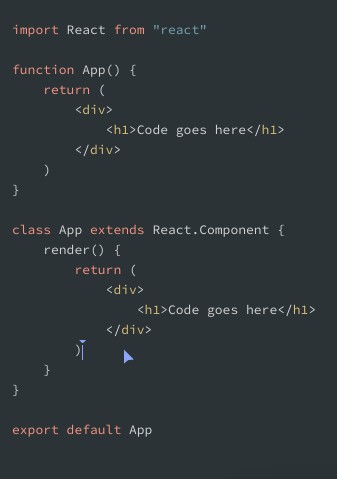 import React from "react"
function App() {
    return (
        <div>
            <h1>Code goes here</h1>
        </div>
    )
}
class App extends React.Component {
    render() {
        return (
            <div>
                <h1>Code goes here</h1>
            </div>
        )
    }
}
export default App